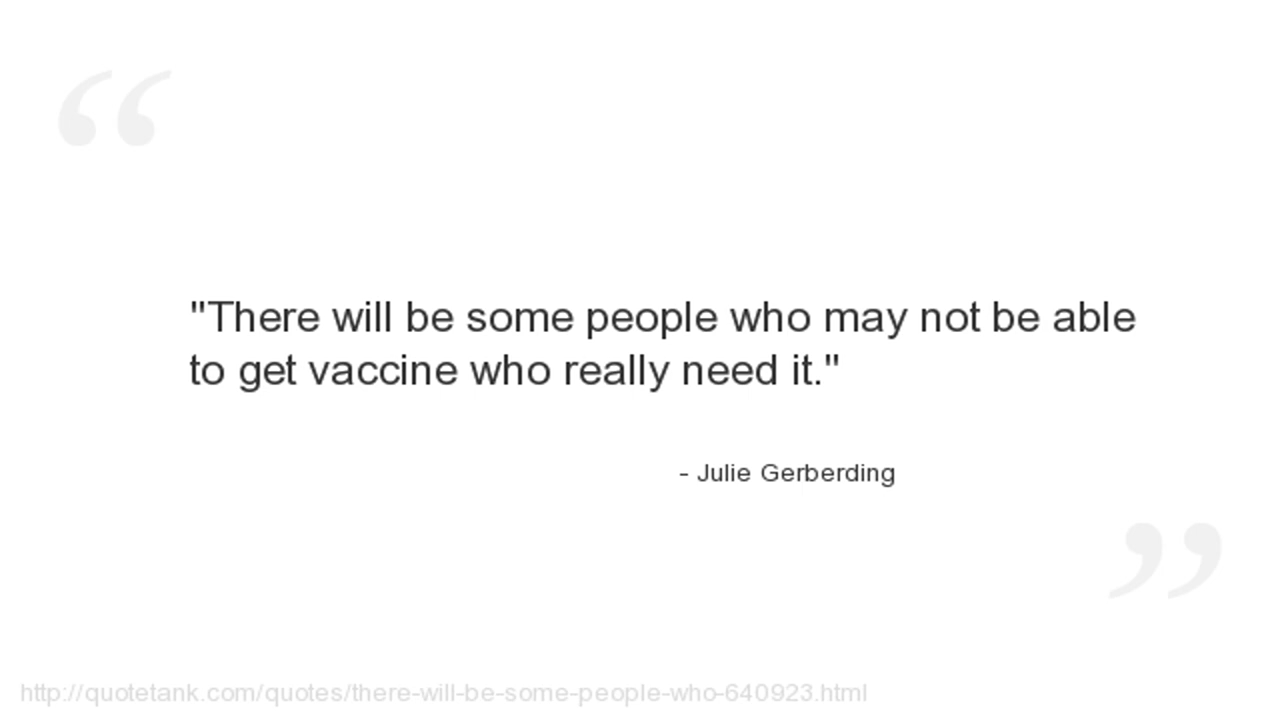 "There will be some people who may not be able
to get vaccine who really need it."
- Julie Gerberding
http://quotetank.com/quotes/there-will-be-some-people-who-640923.html